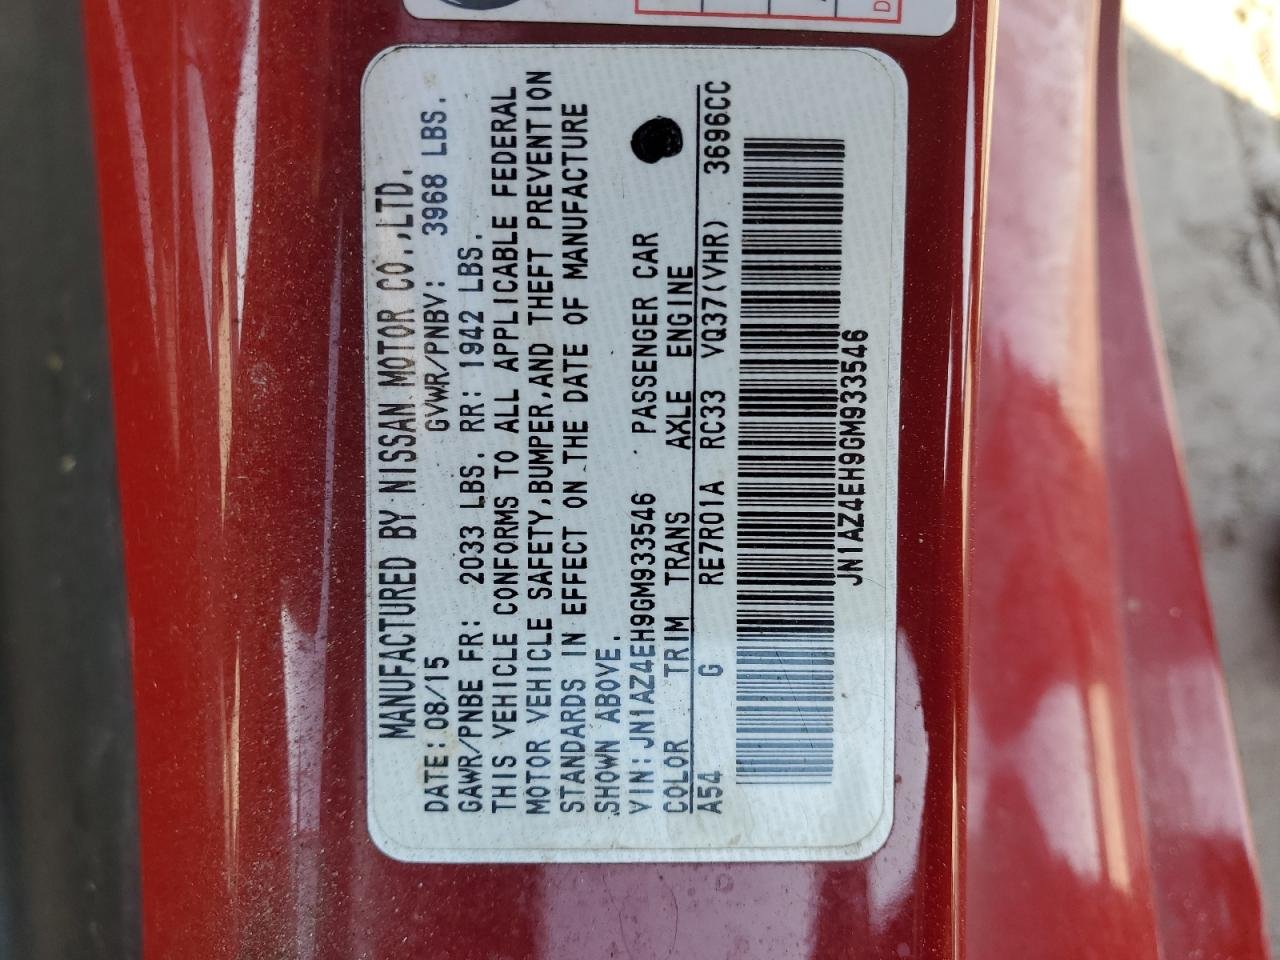 MANUFACTURED BY NISSAN MOTOR CO.,LTD.
DATE:08/15 GVWR/PNBV: 3968 LBS.
GAWR/PNBE FR: 2033 LBS. RR: 1942 LBS.
THIS VEHICLE CONFORMS TO ALL APPLICABLE FEDERAL
MOTOR VEHICLE SAFETY,BUMPER,AND THEFT PREVENTION
STANDARDS IN EFFECT ON THE DATE OF MANUFACTURE
SHOWN ABOVE.
VIN:JN1AZ4EH9GM933546 PASSENGER CAR
COLOR TRIM TRANS AXLE ENGINE
A54 G RE7R01A RC33 VQ37(VHR) 3696CC
JN1AZ4EH9GM933546